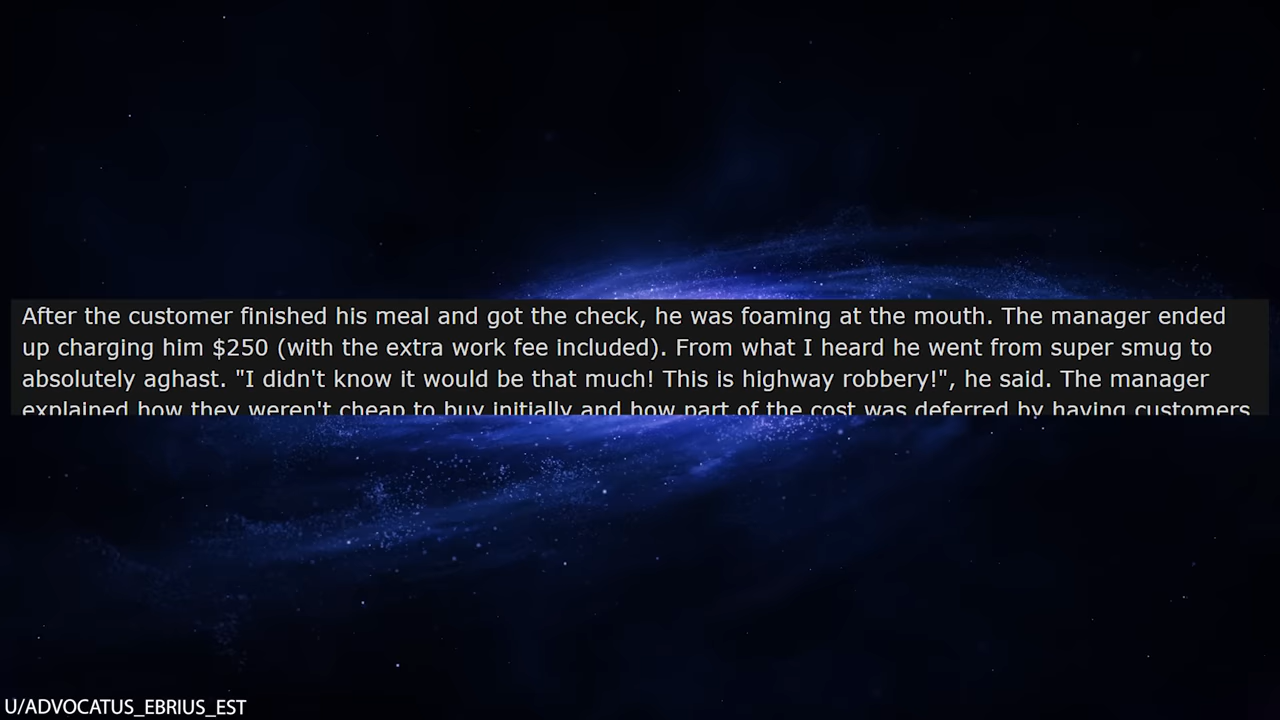 After the customer finished his meal and got the check, he was foaming at the mouth. The manager ended
up charging him $250 (with the extra work fee included). From what I heard he went from super smug to
absolutely aghast. "I didn't know it would be that much! This is highway robbery!", he said. The manager
explained how they weren't cheap to buy initially and how part of the cost was deferred by having customers
U/ADVOCATUS_EBRIUS_EST